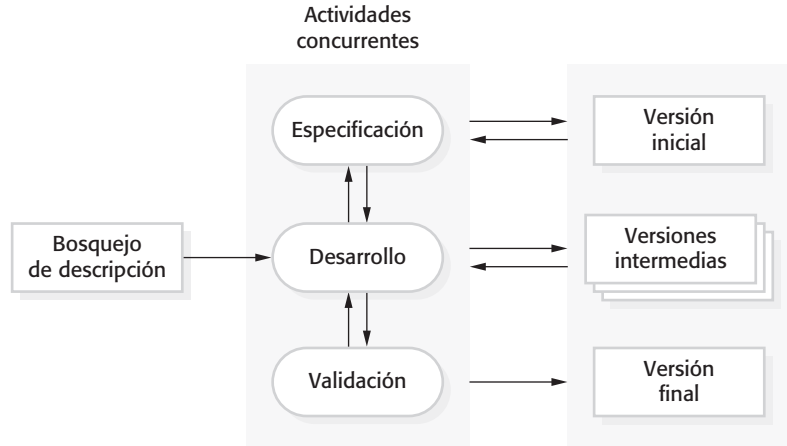 Actividades
concurrentes
Especificación
Versión
inicial
Bosquejo
de descripción
Desarrollo
Versiones
intermedias
Validación
Versión
final